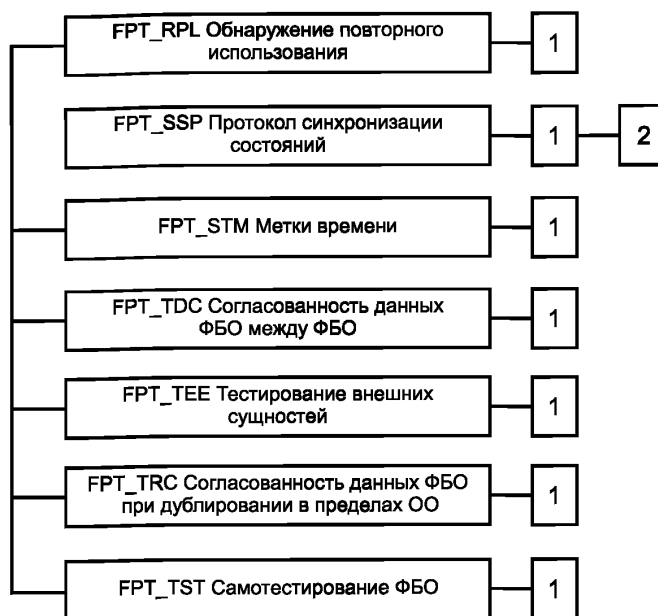 FPT_RPL Обнаружение повторного
использования
1
FPT_SSP Протокол синхронизации
состояний
1
2
FPT_STM Метки времени
1
FPT_TDC Согласованность данных
ФБО между ФБО
1
FPT_TEE Тестирование внешних
сущностей
1
FPT_TRC Согласованность данных ФБО
при дублировании в пределах ОО
1
FPT_TST Самотестирование ФБО
1